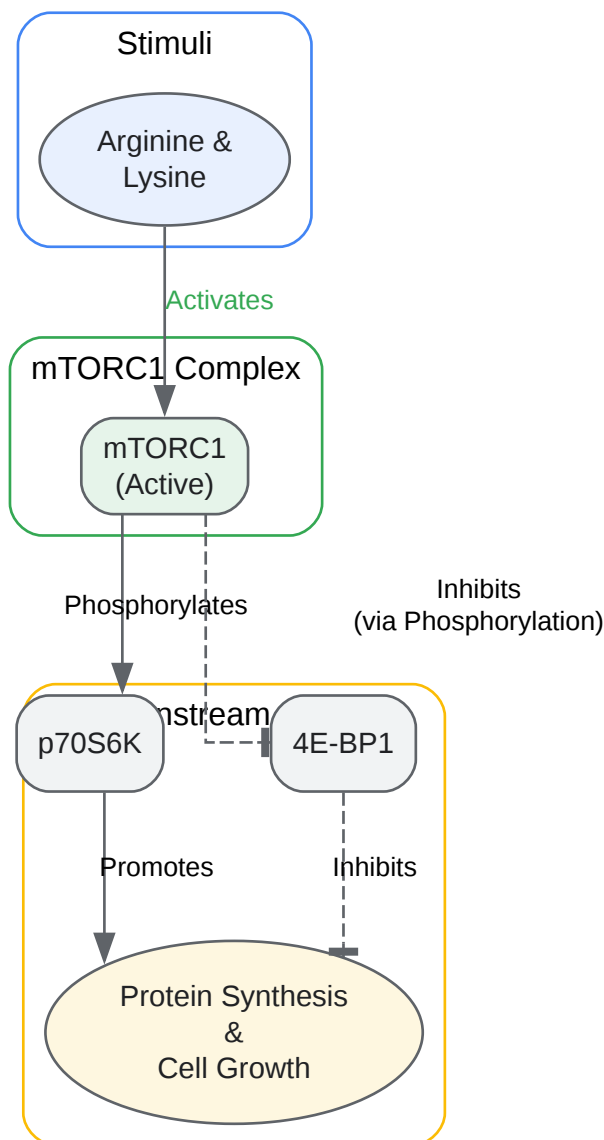 Stimuli
Arginine &
Lysine
Activates
mTORC1 Complex
mTORC1
(Active)
Phosphorylates
Inhibits
(via Phosphorylation)
p70S6K
4E-BP1
Promotes
Inhibits
Protein Synthesis
&
Cell Growth